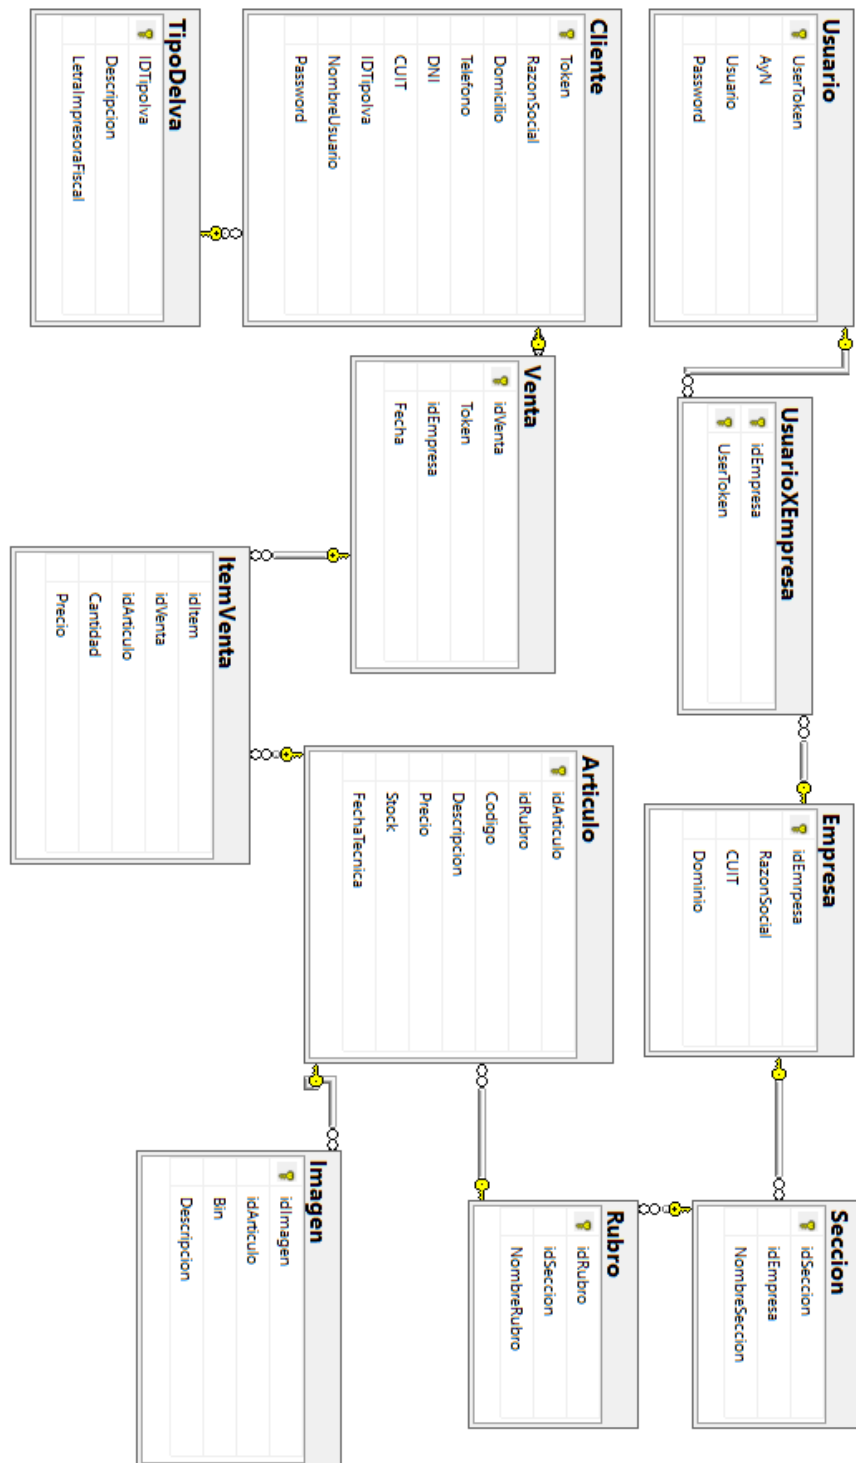 Usuario
UserToken
AyN
Usuario
Password
UsuarioXEmpresa
idEmpresa
UserToken
Empresa
idEmrpesa
RazonSocial
CUIT
Dominio
Seccion
idSeccion
idEmpresa
NombreSeccion
Cliente
Token
RazonSocial
Domicilio
Telefono
DNI
CUIT
IDTipoIva
NombreUsuario
Password
Venta
idVenta
Token
idEmpresa
Fecha
Articulo
idArticulo
idRubro
Codigo
Descripcion
Precio
Stock
FechaTecnica
Rubro
idRubro
idSeccion
NombreRubro
TipoDeIva
IDTipoIva
Descripcion
LetraImpresoraFiscal
ItemVenta
idItem
idVenta
idArticulo
Cantidad
Precio
Imagen
idImagen
idArticulo
Bin
Descripcion